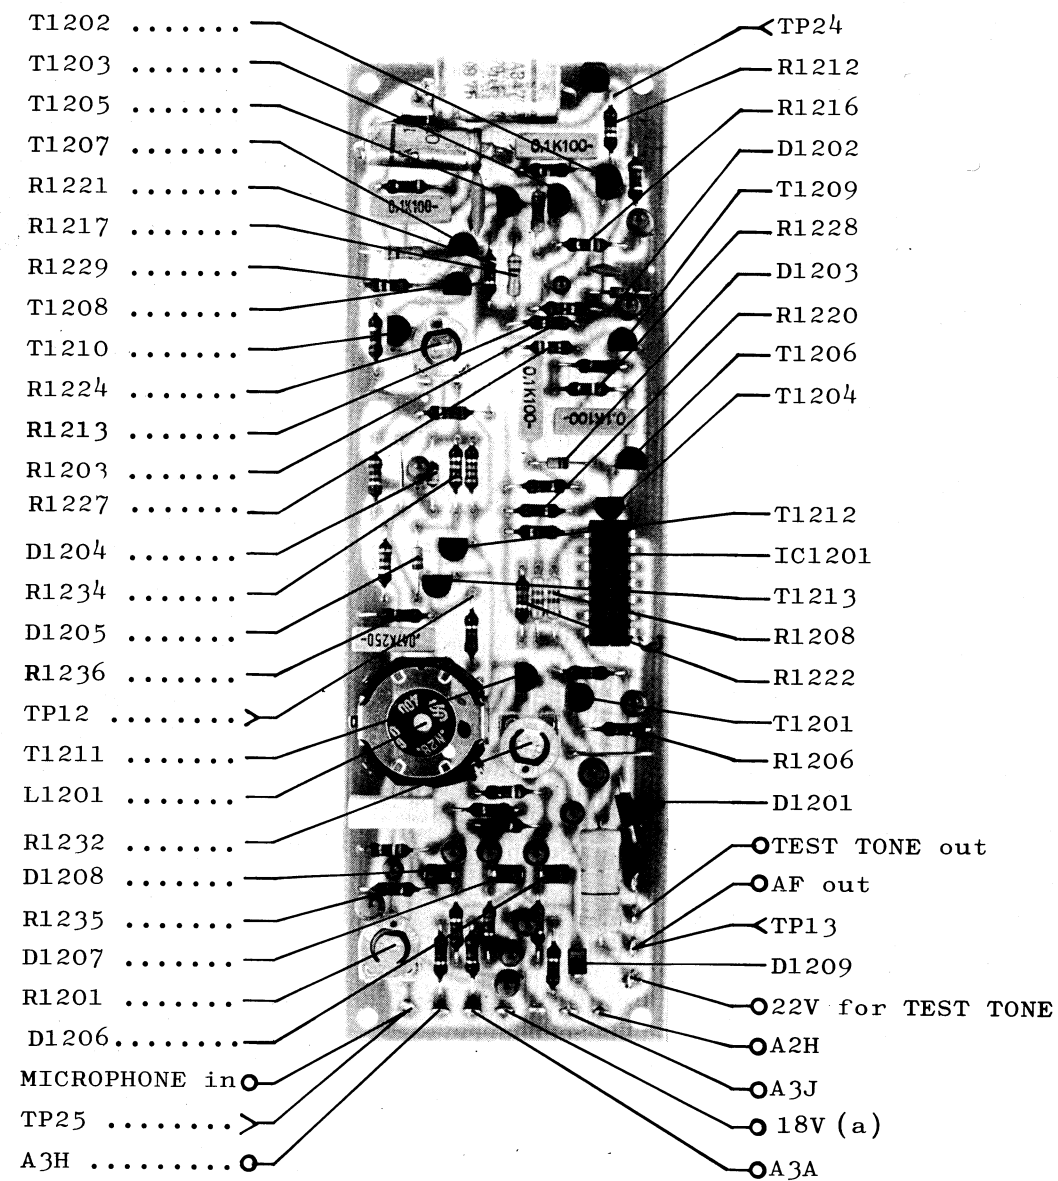 T1202 .......
T1203 .......
T1205 .......
T1207 .......
R1221 .......
R1217 .......
R1229 .......
T1208 .......
T1210 .......
R1224 .......
R1213 .......
R1203 .......
R1227 .......
D1204 .......
R1234 .......
D1205 .......
R1236 .......
TP12 ........
T1211 .......
L1201 .......
R1232 .......
D1208 .......
R1235 .......
D1207 .......
R1201 .......
D1206........
MICROPHONE in
TP25 ........
A3H .........
TP24
R1212
R1216
D1202
T1209
R1228
D1203
R1220
T1206
T1204
T1212
IC1201
T1213
R1208
R1222
T1201
R1206
D1201
TEST TONE out
AF out
TP13
D1209
22V for TEST TONE
A2H
A3J
18V (a)
A3A
0,1K100-
0,1K100-
0,1K100-
0,1K100-
.047K250-